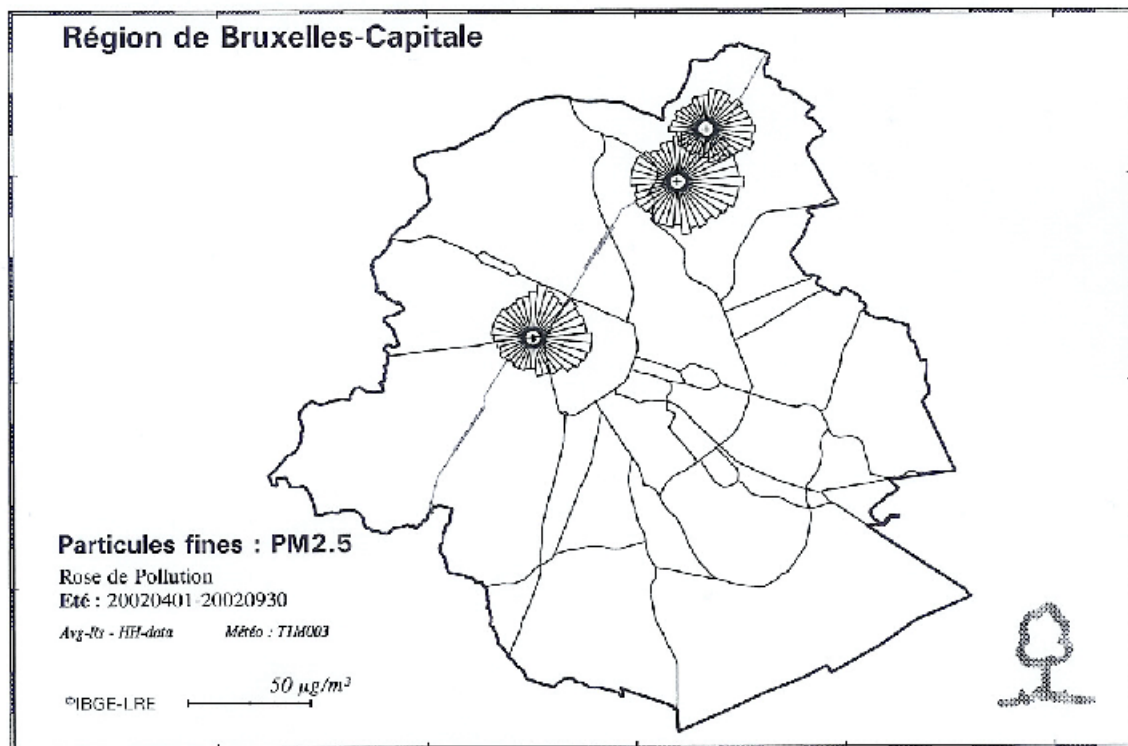 Région de Bruxelles-Capitale
Particules fines : PM2.5
Rose de Pollution
Eté : 20020401-20020930
Avg-Rs - HH-data Météo : T1M003
50 µg/m³
©IBGE-LRE